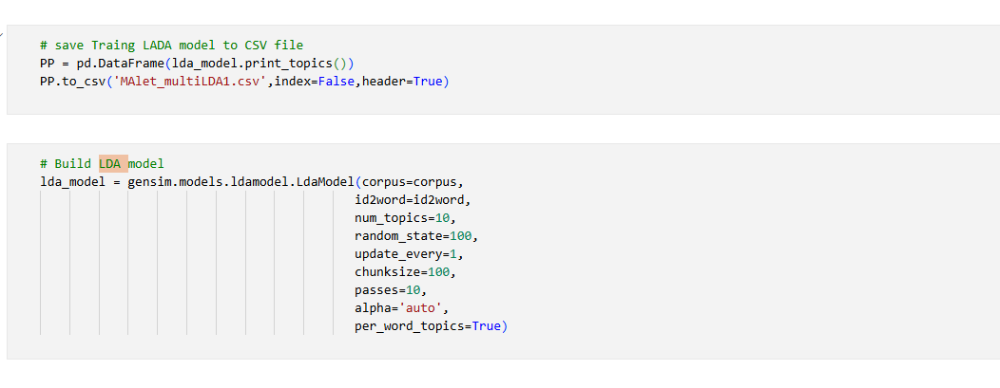 # save Traing LADA model to CSV file
PP = pd.DataFrame(lda_model.print_topics())
PP.to_csv('MAlet_multiLDA1.csv',index=False,header=True)
# Build LDA model
lda_model = gensim.models.ldamodel.LdaModel(corpus=corpus,
id2word=id2word,
num_topics=10,
random_state=100,
update_every=1,
chunksize=100,
passes=10,
alpha='auto',
per_word_topics=True)